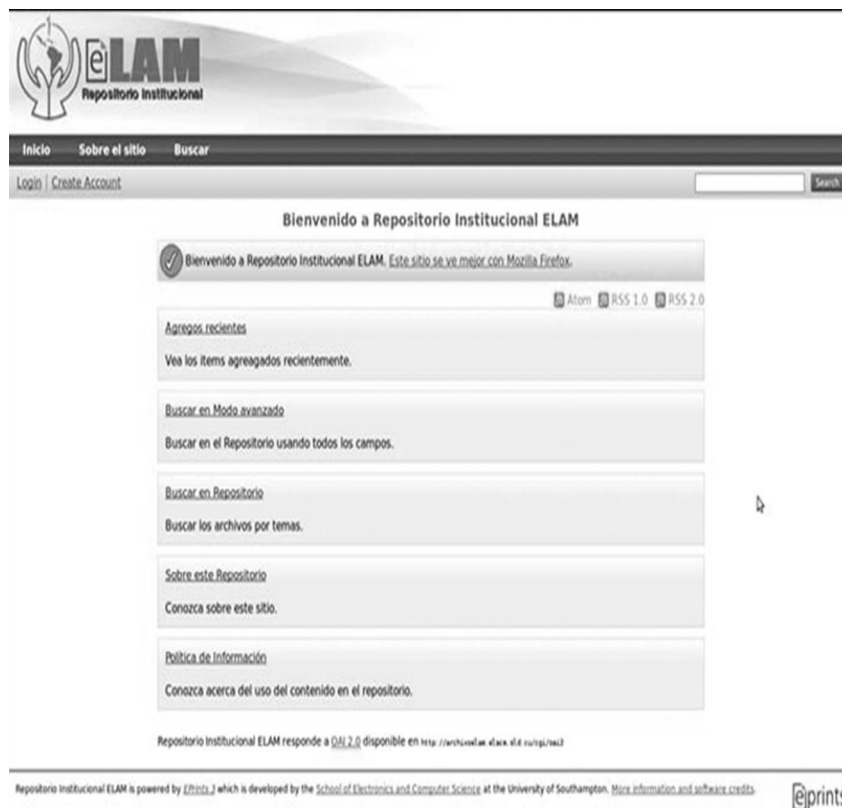 eLAM
Repositorio Institucional
Inicio Sobre el sitio Buscar
Login | Create Account Search
Bienvenido a Repositorio Institucional ELAM
Bienvenido a Repositorio Institucional ELAM. Este sitio se ve mejor con Mozilla Firefox.
Atom RSS 1.0 RSS 2.0
Agregos recientes
Vea los items agreagados recientemente.
Buscar en Modo avanzado
Buscar en el Repositorio usando todos los campos.
Buscar en Repositorio
Buscar los archivos por temas.
Sobre este Repositorio
Conozca sobre este sitio.
Política de Información
Conozca acerca del uso del contenido en el repositorio.
Repositorio Institucional ELAM responde a OAI 2.0 disponible en
Repositorio Institucional ELAM is powered by EPrints 3 which is developed by the School of Electronics and Computer Science at the University of Southampton. More information and software credits.
eprints